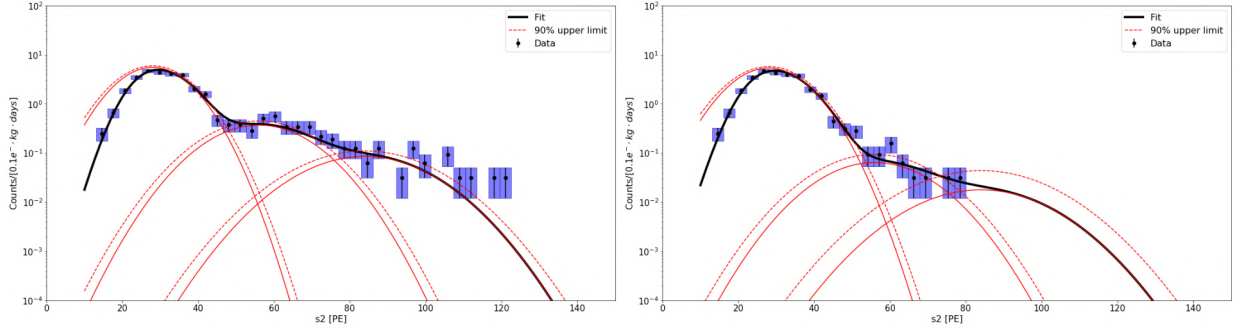 10²
10¹
10⁰
10⁻¹
10⁻²
10⁻³
10⁻⁴
Counts/[0.1e⁻·kg·days]
0 20 40 60 80 100 120 140
s2 [PE]
Fit
90% upper limit
Data
10²
10¹
10⁰
10⁻¹
10⁻²
10⁻³
10⁻⁴
Counts/[0.1e⁻·kg·days]
0 20 40 60 80 100 120 140
s2 [PE]
Fit
90% upper limit
Data